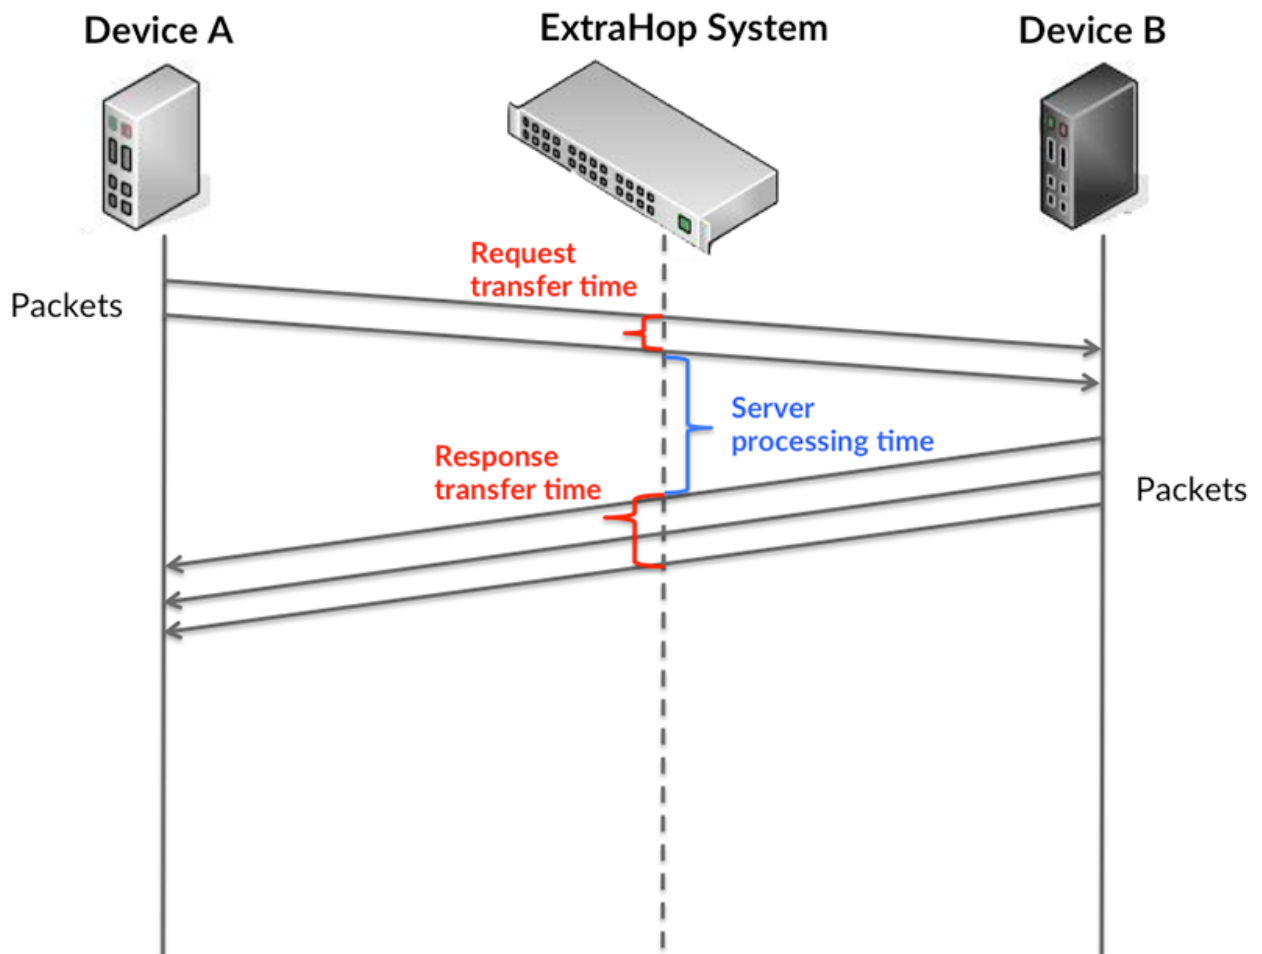 Device A
ExtraHop System
Device B
Request
transfer time
Packets
Server
processing time
Response
transfer time
Packets